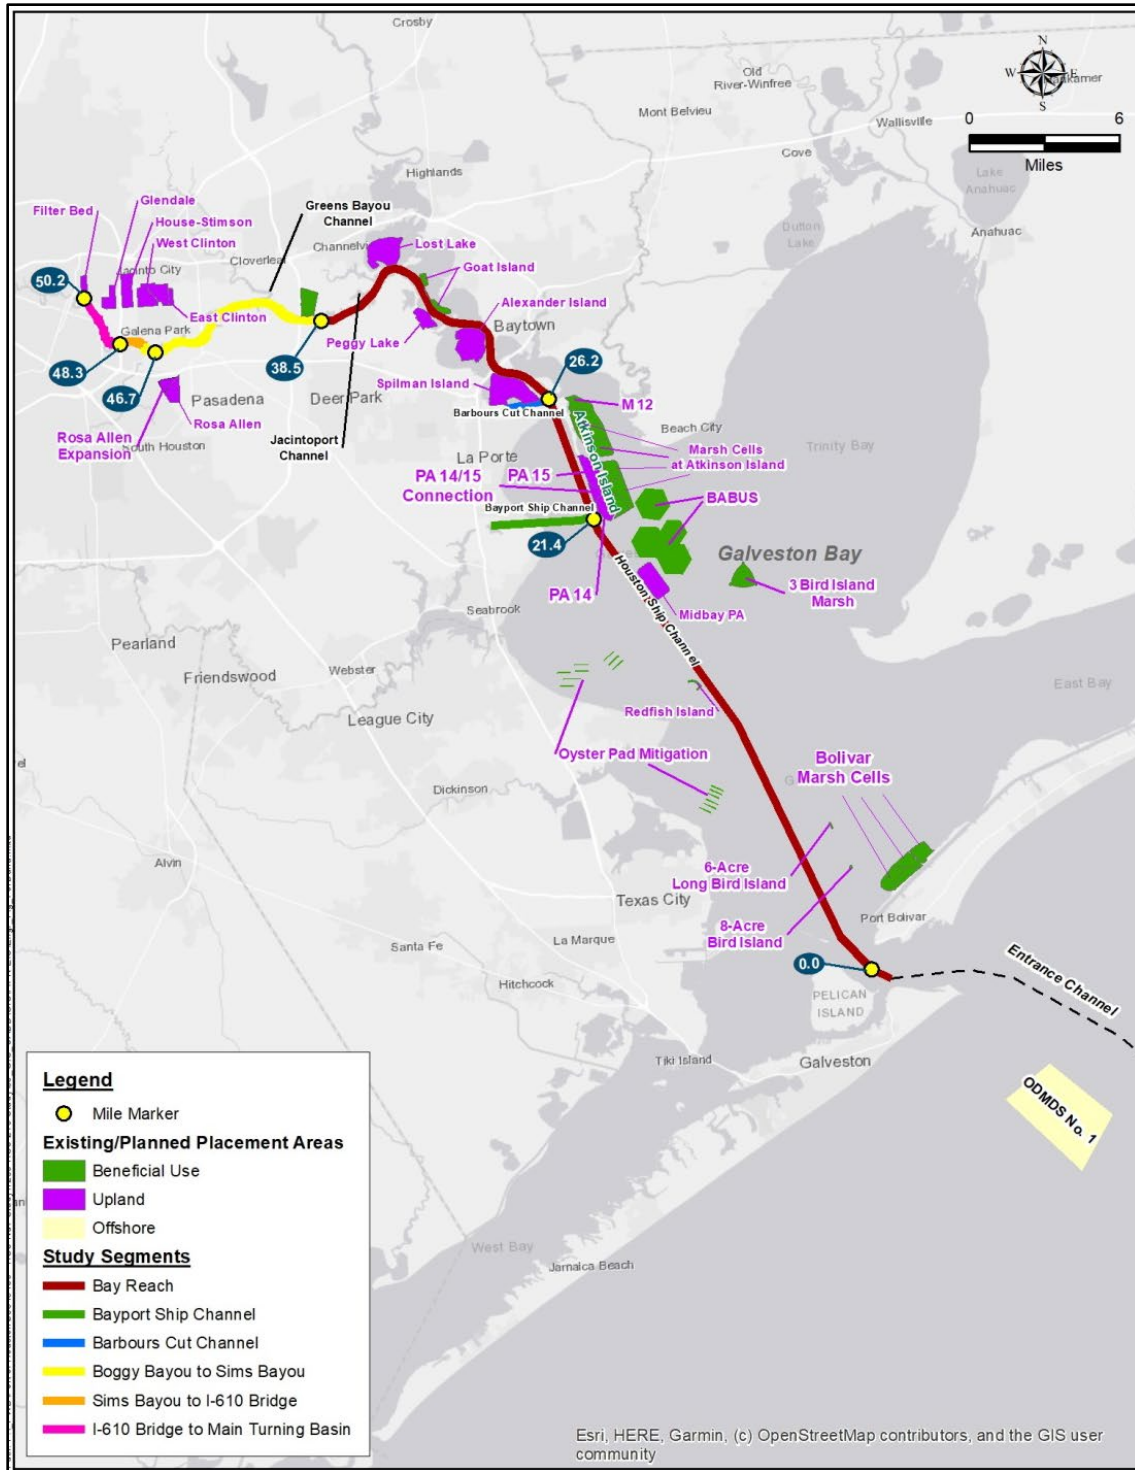 Crosby
N
W
E
S
Old
River-Winfree
Mont Belvieu
Wallisville
0
6
Miles
Cove
Highlands
Lake
Anahuac
Glendale
Filter Bed
House-Stimson
West Clinton
Greens Bayou
Channel
Dutton
Lake
Anahuac
Lost Lake
Cloverleaf
Goat Island
50.2
Jacinto City
East Clinton
Alexander Island
Galena Park
Baytown
Peggy Lake
48.3
38.5
26.2
46.7
Spilman Island
Pasadena
Deer Park
M 12
Barbours Cut Channel
Rosa Allen
Beach City
Rosa Allen
Expansion
South Houston
Jacintoport
Channel
La Porte
Atkinson Island
Marsh Cells
at Atkinson Island
Trinity Bay
PA 14/15
Connection
PA 15
BABUS
Bayport Ship Channel
21.4
Galveston Bay
PA 14
Houston Ship Channel
3 Bird Island
Marsh
Seabrook
Midbay PA
Pearland
Friendswood
Webster
East Bay
League City
Redfish Island
Oyster Pad Mitigation
Bolivar
Marsh Cells
Dickinson
Alvin
6-Acre
Long Bird Island
Texas City
8-Acre
Bird Island
Port Bolivar
La Marque
Santa Fe
0.0
Entrance Channel
Hitchcock
PELICAN
ISLAND
Tiki Island
Galveston
ODMDS No. 1
West Bay
Jamaica Beach
Legend
Mile Marker
Existing/Planned Placement Areas
Beneficial Use
Upland
Offshore
Study Segments
Bay Reach
Bayport Ship Channel
Barbours Cut Channel
Boggy Bayou to Sims Bayou
Sims Bayou to I-610 Bridge
I-610 Bridge to Main Turning Basin
Esri, HERE, Garmin, (c) OpenStreetMap contributors, and the GIS user
community